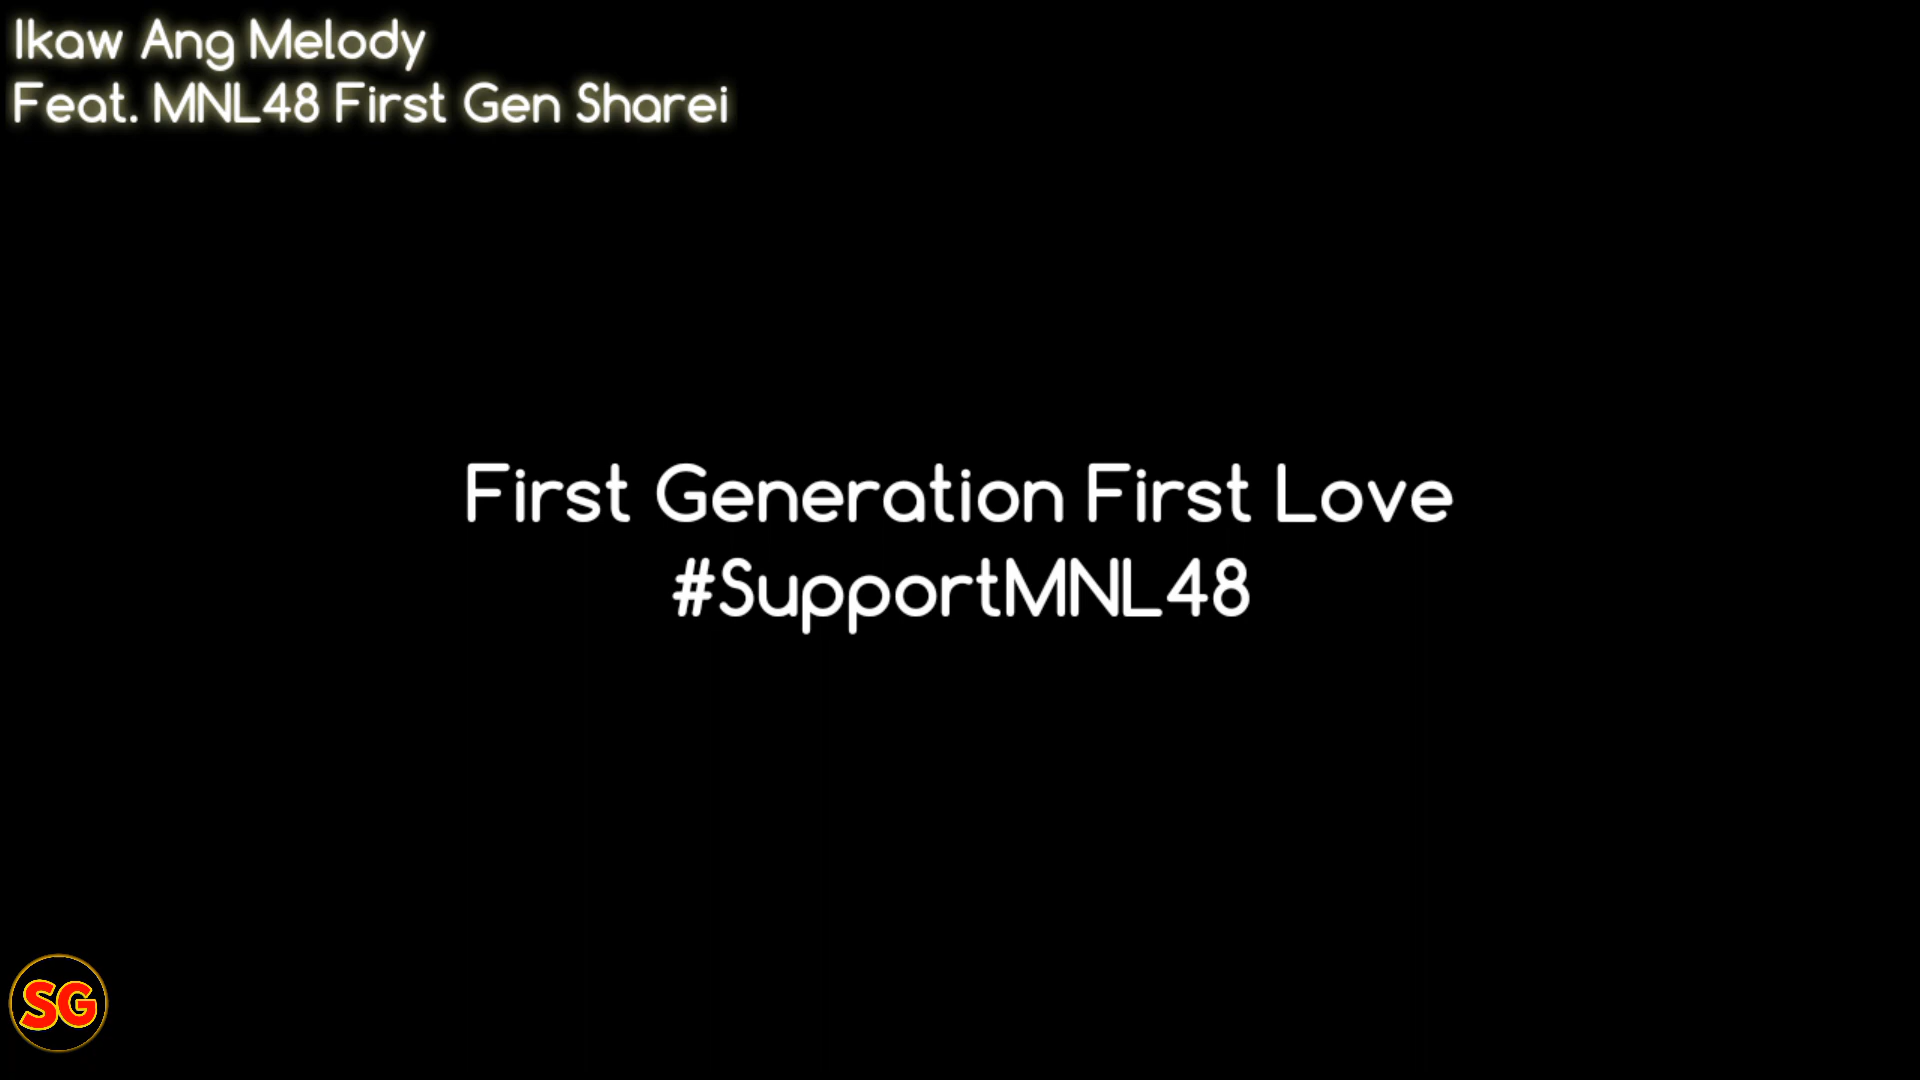 Ikaw Ang Melody
Feat. MNL48 First Gen Sharei
First Generation First Love
#SupportMNL48
SG